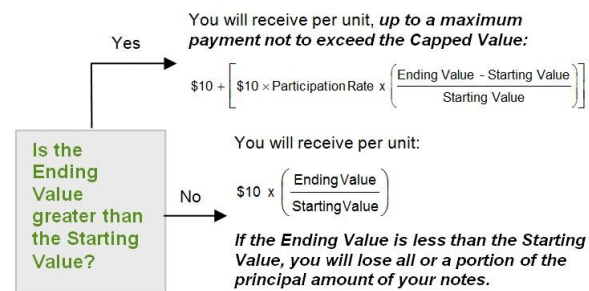 You will receive per unit, up to a maximum
payment not to exceed the Capped Value:
Yes
$10 + [ $10 × Participation Rate x ( Ending Value - Starting Value
Starting Value ) ]
Is the
Ending
Value
greater than
the Starting
Value?
No
You will receive per unit:
$10 x ( Ending Value
Starting Value )
If the Ending Value is less than the Starting
Value, you will lose all or a portion of the
principal amount of your notes.